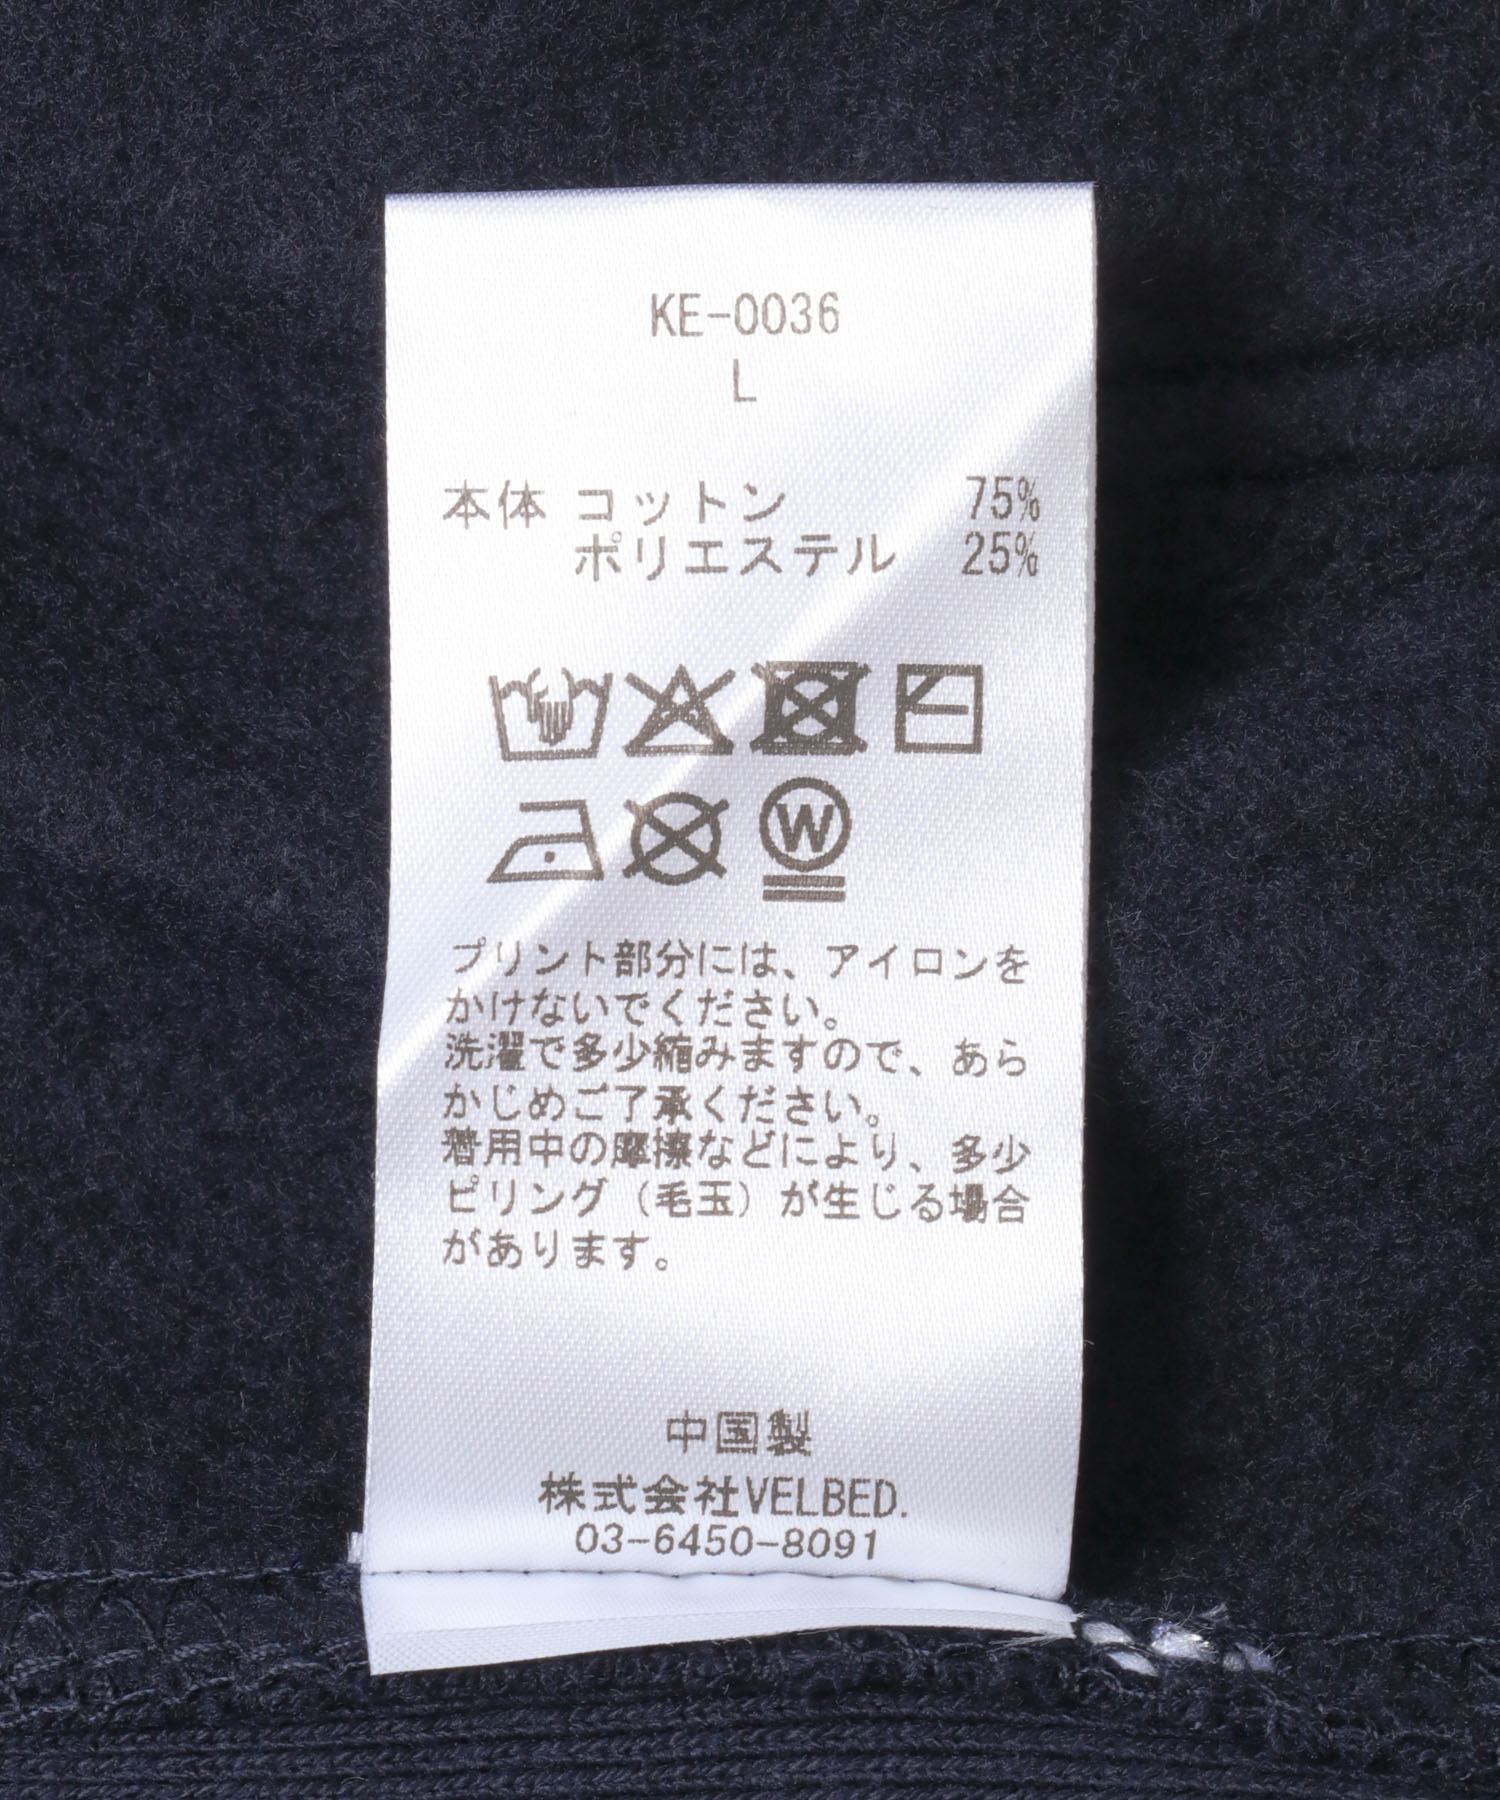 KE-0036
L
本体 コットン 75%
ポリエステル 25%
W
プリント部分には、アイロンを
かけないでください。
洗濯で多少縮みますので、あら
かじめご了承ください。
着用中の摩擦などにより、多少
ピリング（毛玉）が生じる場合
があります。
中国製
株式会社VELBED.
03-6450-8091